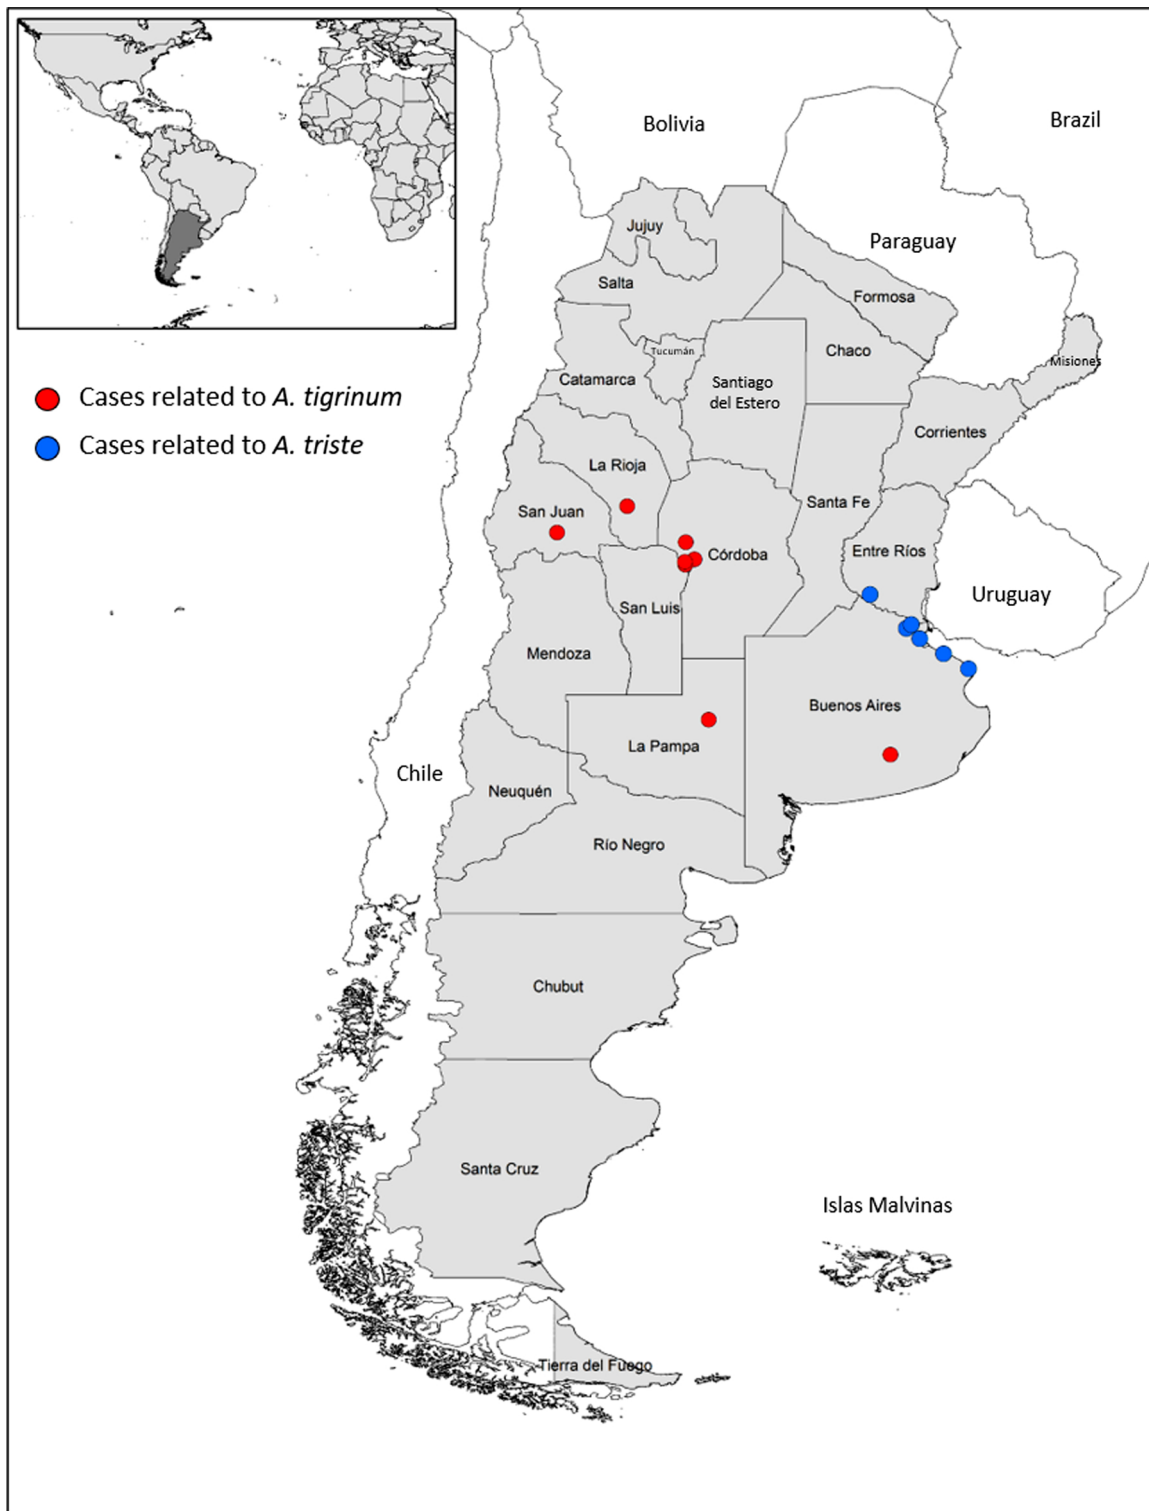 Bolivia
Brazil
Jujuy
Paraguay
Salta
Formosa
Tucumán
Chaco
Misiones
Catamarca
Santiago
del Estero
Cases related to A. tigrinum
Cases related to A. triste
Corrientes
La Rioja
San Juan
Santa Fe
Córdoba
Entre Ríos
San Luis
Uruguay
Mendoza
Buenos Aires
La Pampa
Chile
Neuquén
Río Negro
Chubut
Santa Cruz
Islas Malvinas
Tierra del Fuego